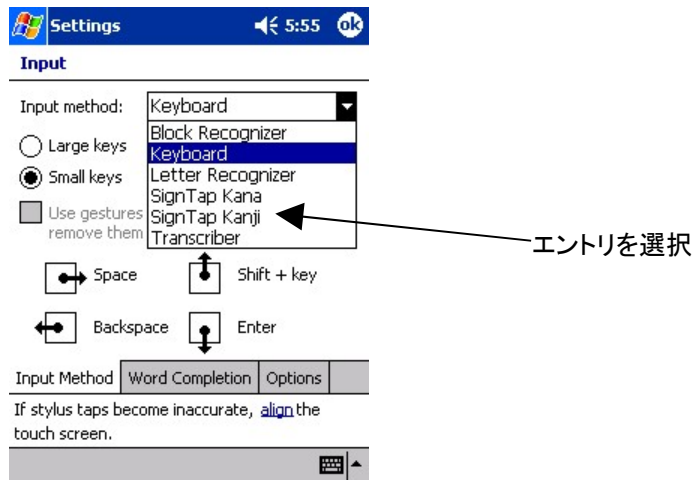 Settings 5:55 ok
Input
Input method: Keyboard
Block Recognizer
Large keys
Keyboard
Small keys
Letter Recognizer
SignTap Kana
Use gestures
SignTap Kanji
remove them
Transcriber
エントリを選択
Space Shift + key
Backspace Enter
Input Method Word Completion Options
If stylus taps become inaccurate, align the
touch screen.